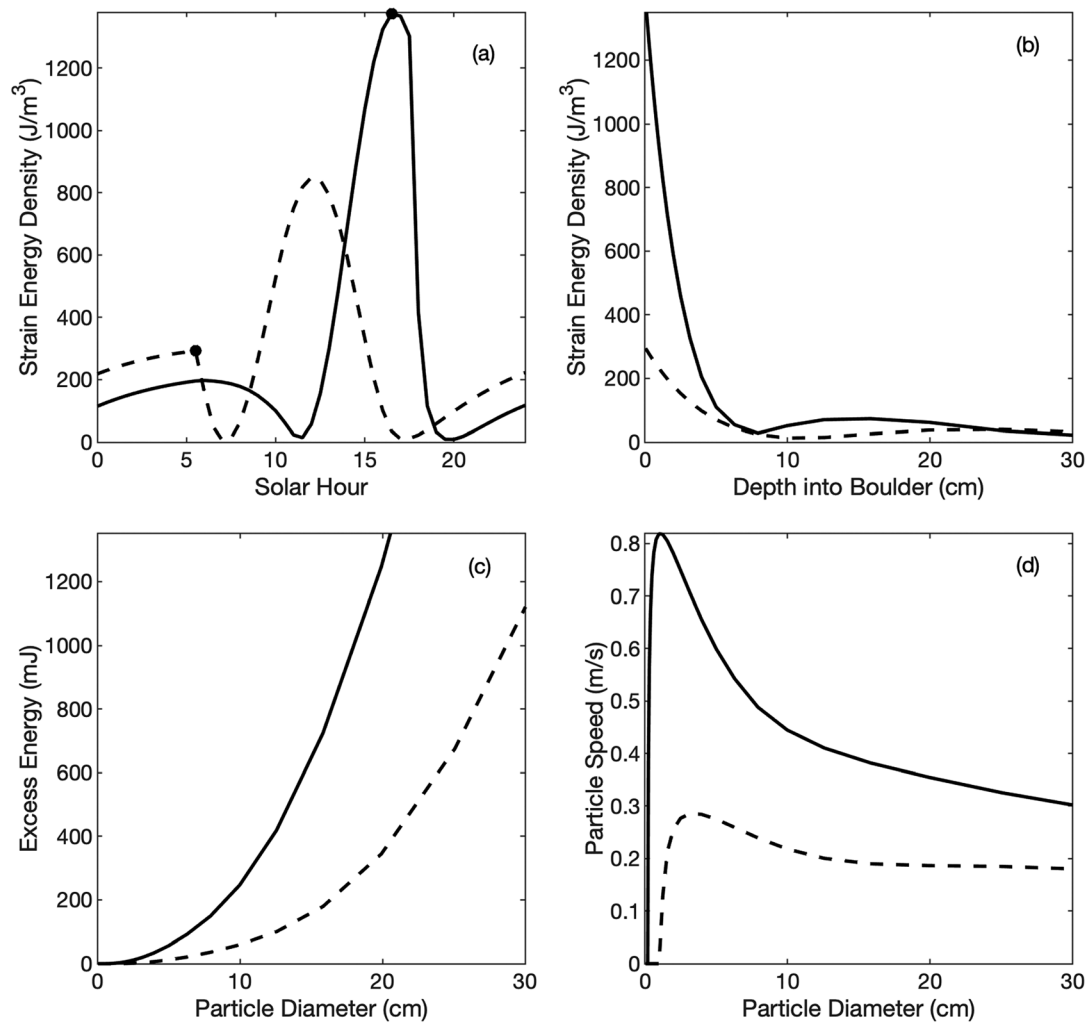 (a)
Strain Energy Density (J/m³)
1200
1000
800
600
400
200
0
0 5 10 15 20
Solar Hour
(b)
Strain Energy Density (J/m³)
1200
1000
800
600
400
200
0
0 10 20 30
Depth into Boulder (cm)
(c)
Excess Energy (mJ)
1200
1000
800
600
400
200
0
0 10 20 30
Particle Diameter (cm)
(d)
Particle Speed (m/s)
0.8
0.7
0.6
0.5
0.4
0.3
0.2
0.1
0
0 10 20 30
Particle Diameter (cm)